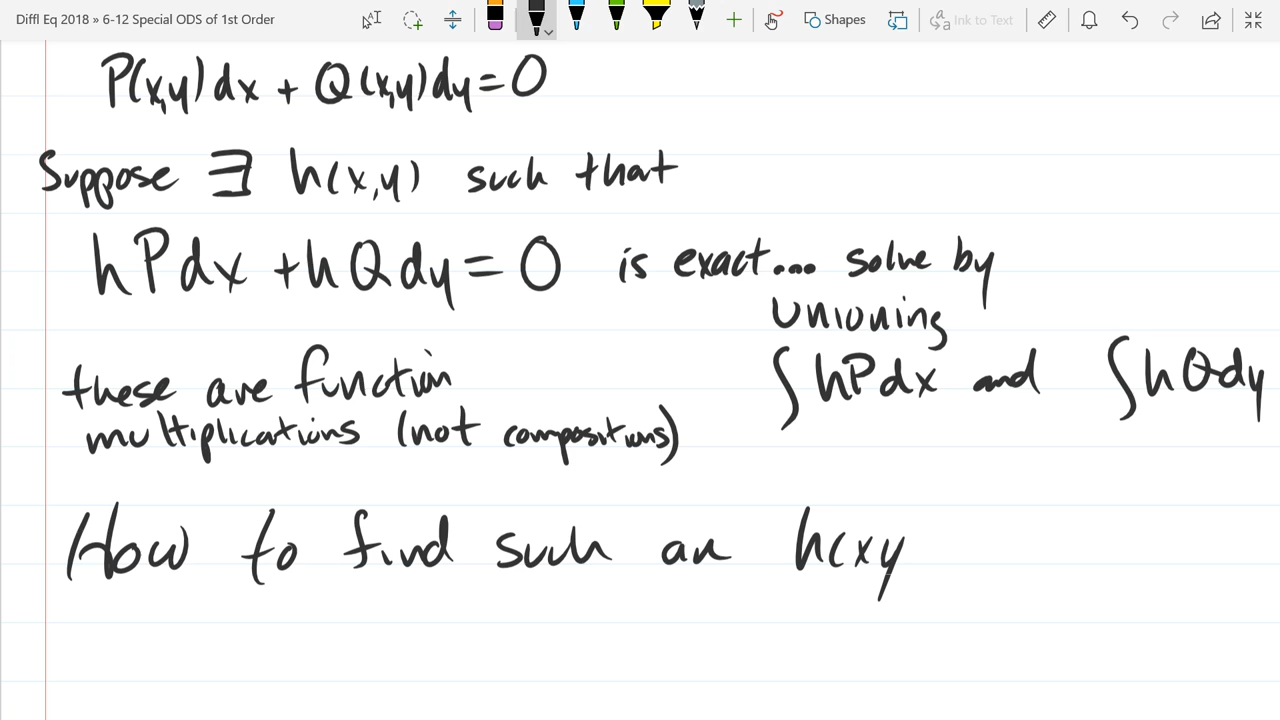 Diffl Eq 2018 » 6-12 Special ODS of 1st Order
Shapes
Ink to Text
P(x,y)dx + Q(x,y)dy=0
Suppose ∃ h(x,y) such that
hPdx +hQdy=0 is exact... solve by
unioning
∫hPdx and ∫hQdy
these are function
multiplications (not compositions)
How to find such an h(xy